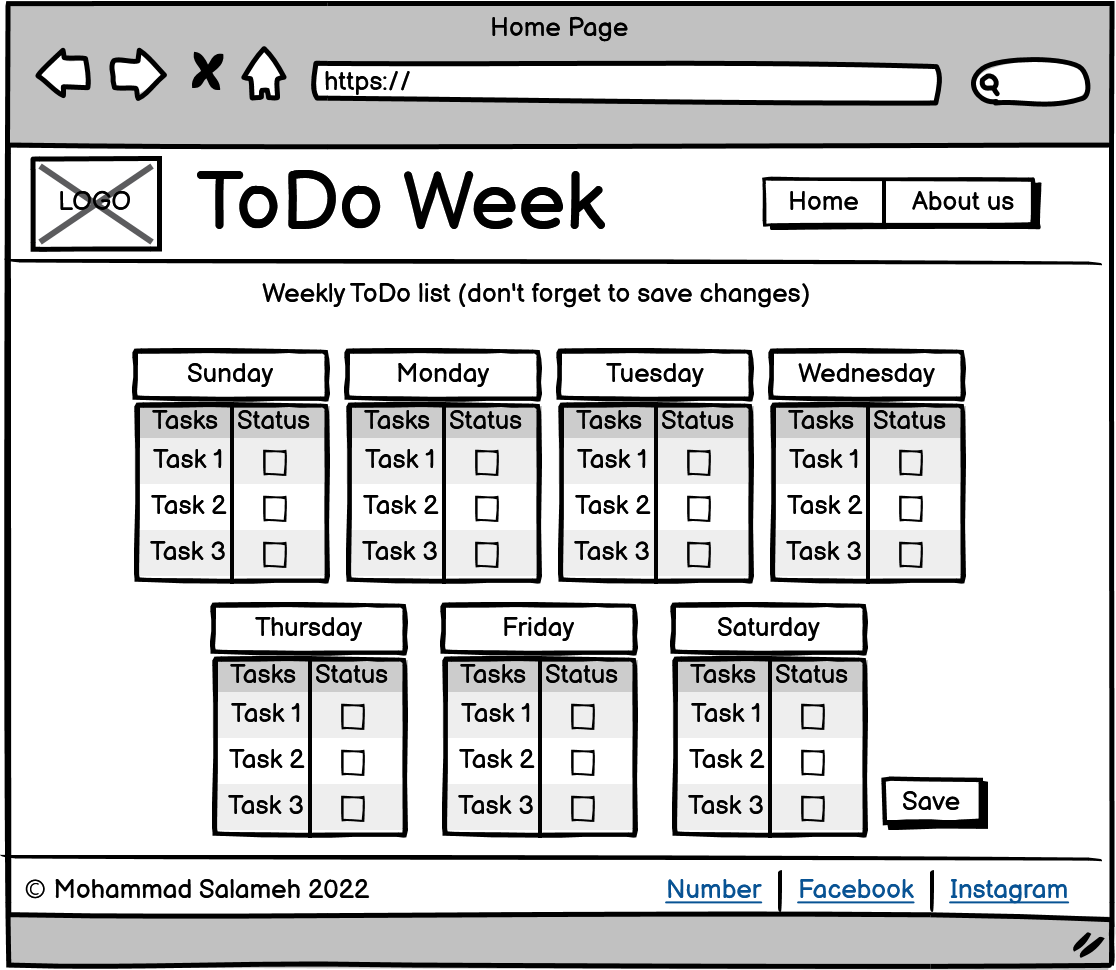 Home Page
https://
LOGO
ToDo Week
Home
About us
Weekly ToDo list (don't forget to save changes)
Sunday Monday Tuesday Wednesday
Tasks Status Tasks Status Tasks Status Tasks Status
Task 1 Task 1 Task 1 Task 1
Task 2 Task 2 Task 2 Task 2
Task 3 Task 3 Task 3 Task 3
Thursday Friday Saturday
Tasks Status Tasks Status Tasks Status
Task 1 Task 1 Task 1
Task 2 Task 2 Task 2
Task 3 Task 3 Task 3
Save
© Mohammad Salameh 2022
Number Facebook Instagram